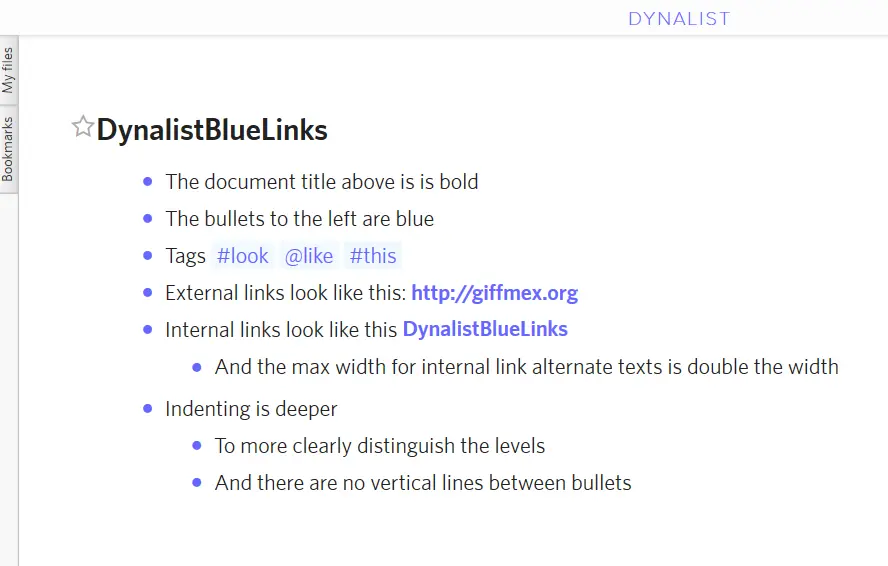 DYNALIST
My files
Bookmarks
DynalistBlueLinks
The document title above is is bold
The bullets to the left are blue
Tags #look @like #this
External links look like this: http://giffmex.org
Internal links look like this DynalistBlueLinks
And the max width for internal link alternate texts is double the width
Indenting is deeper
To more clearly distinguish the levels
And there are no vertical lines between bullets